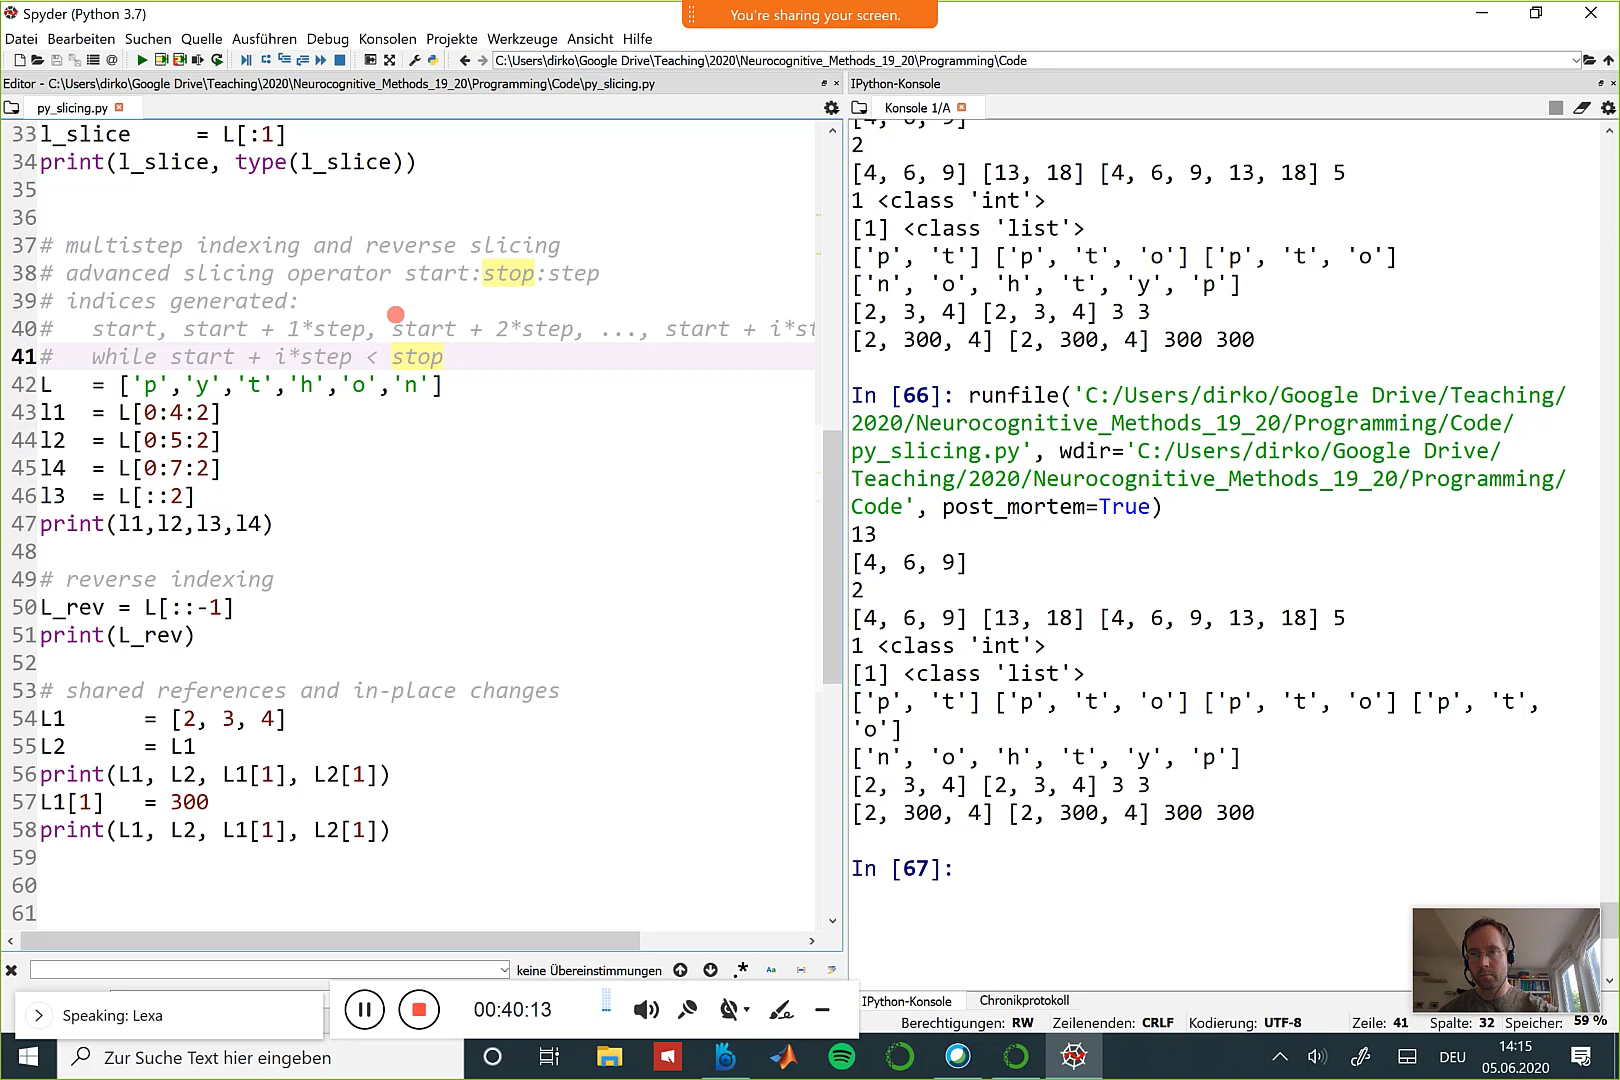 Spyder (Python 3.7)
You're sharing your screen.
Datei Bearbeiten Suchen Quelle Ausführen Debug Konsolen Projekte Werkzeuge Ansicht Hilfe
C:\Users\dirko\Google Drive\Teaching\2020\Neurocognitive_Methods_19_20\Programming\Code
Editor - C:\Users\dirko\Google Drive\Teaching\2020\Neurocognitive_Methods_19_20\Programming\Code\py_slicing.py
py_slicing.py
33 l_slice     = L[:1]
34 print(l_slice, type(l_slice))
35
36
37 # multistep indexing and reverse slicing
38 # advanced slicing operator start:stop:step
39 # indices generated:
40 #   start, start + 1*step, start + 2*step, ..., start + i*st
41 #   while start + i*step < stop
42 L   = ['p','y','t','h','o','n']
43 l1  = L[0:4:2]
44 l2  = L[0:5:2]
45 l4  = L[0:7:2]
46 l3  = L[::2]
47 print(l1,l2,l3,l4)
48
49 # reverse indexing
50 L_rev = L[::-1]
51 print(L_rev)
52
53 # shared references and in-place changes
54 L1      = [2, 3, 4]
55 L2      = L1
56 print(L1, L2, L1[1], L2[1])
57 L1[1]   = 300
58 print(L1, L2, L1[1], L2[1])
59
60
61
keine Übereinstimmungen
.* Aa
Speaking: Lexa
00:40:13
IPython-Konsole
Konsole 1/A
[4, 6, 9]
2
[4, 6, 9] [13, 18] [4, 6, 9, 13, 18] 5
1 <class 'int'>
[1] <class 'list'>
['p', 't'] ['p', 't', 'o'] ['p', 't', 'o']
['n', 'o', 'h', 't', 'y', 'p']
[2, 3, 4] [2, 3, 4] 3 3
[2, 300, 4] [2, 300, 4] 300 300
In [66]: runfile('C:/Users/dirko/Google Drive/Teaching/
2020/Neurocognitive_Methods_19_20/Programming/Code/
py_slicing.py', wdir='C:/Users/dirko/Google Drive/
Teaching/2020/Neurocognitive_Methods_19_20/Programming/
Code', post_mortem=True)
13
[4, 6, 9]
2
[4, 6, 9] [13, 18] [4, 6, 9, 13, 18] 5
1 <class 'int'>
[1] <class 'list'>
['p', 't'] ['p', 't', 'o'] ['p', 't', 'o'] ['p', 't',
'o']
['n', 'o', 'h', 't', 'y', 'p']
[2, 3, 4] [2, 3, 4] 3 3
[2, 300, 4] [2, 300, 4] 300 300
In [67]:
IPython-Konsole Chronikprotokoll
Berechtigungen: RW Zeilenenden: CRLF Kodierung: UTF-8 Zeile: 41 Spalte: 32 Speicher: 59 %
Zur Suche Text hier eingeben
DEU
14:15
05.06.2020